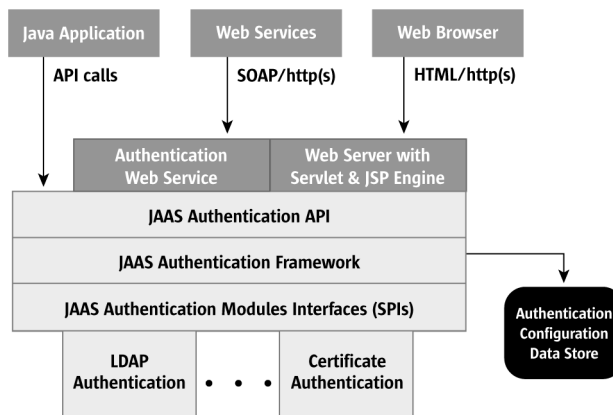 Java Application
Web Services
Web Browser
API calls
SOAP/http(s)
HTML/http(s)
Authentication
Web Service
Web Server with
Servlet & JSP Engine
JAAS Authentication API
JAAS Authentication Framework
JAAS Authentication Modules Interfaces (SPIs)
Authentication
Configuration
Data Store
LDAP
Authentication
• • •
Certificate
Authentication